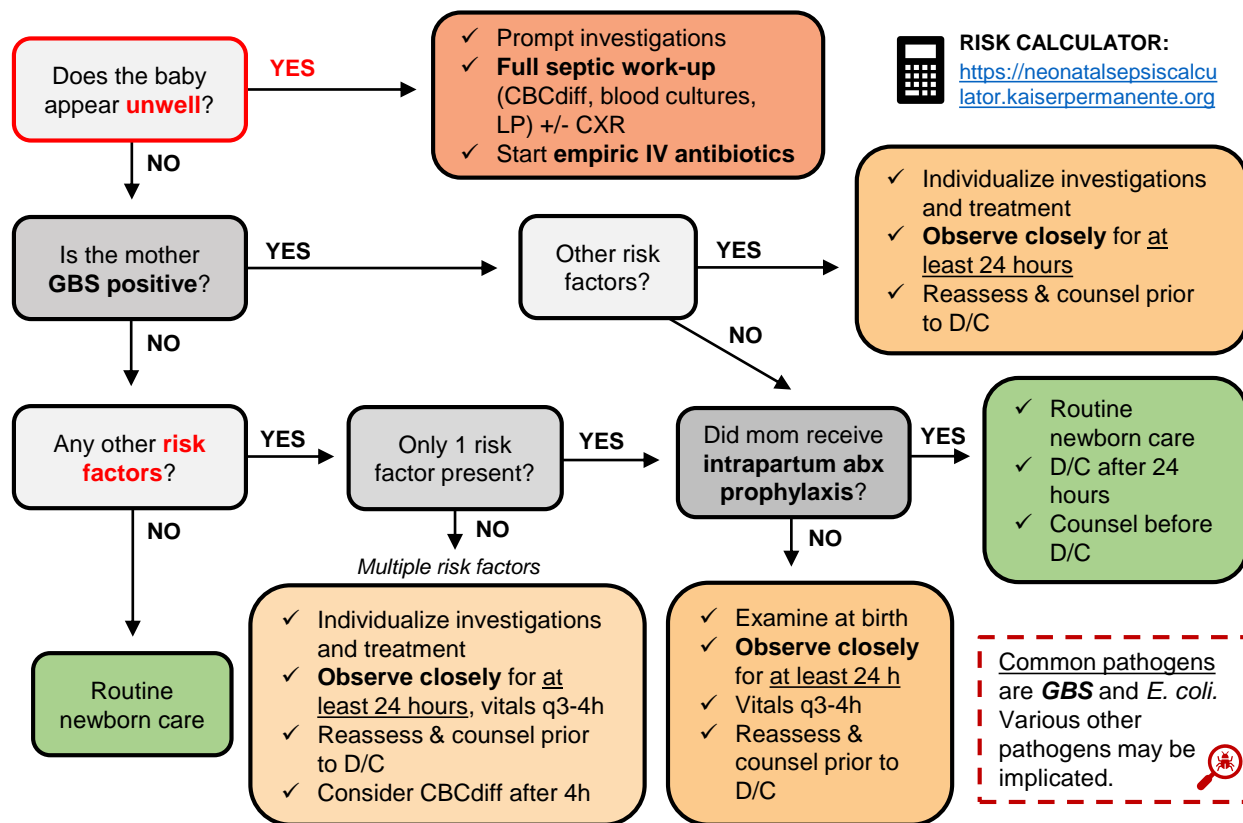 Does the baby
appear unwell?
YES
✓ Prompt investigations
✓ Full septic work-up
(CBCdiff, blood cultures,
LP) +/- CXR
✓ Start empiric IV antibiotics
RISK CALCULATOR:
https://neonatalsepsiscalcu
lator.kaiserpermanente.org
NO
Is the mother
GBS positive?
YES
Other risk
factors?
YES
✓ Individualize investigations
and treatment
✓ Observe closely for at
least 24 hours
✓ Reassess & counsel prior
to D/C
NO
NO
Any other risk
factors?
YES
Only 1 risk
factor present?
YES
Did mom receive
intrapartum abx
prophylaxis?
YES
✓ Routine
newborn care
✓ D/C after 24
hours
✓ Counsel before
D/C
NO
NO
Multiple risk factors
NO
Routine
newborn care
✓ Individualize investigations
and treatment
✓ Observe closely for at
least 24 hours, vitals q3-4h
✓ Reassess & counsel prior
to D/C
✓ Consider CBCdiff after 4h
✓ Examine at birth
✓ Observe closely
for at least 24 h
✓ Vitals q3-4h
✓ Reassess &
counsel prior to
D/C
Common pathogens
are GBS and E. coli.
Various other
pathogens may be
implicated.